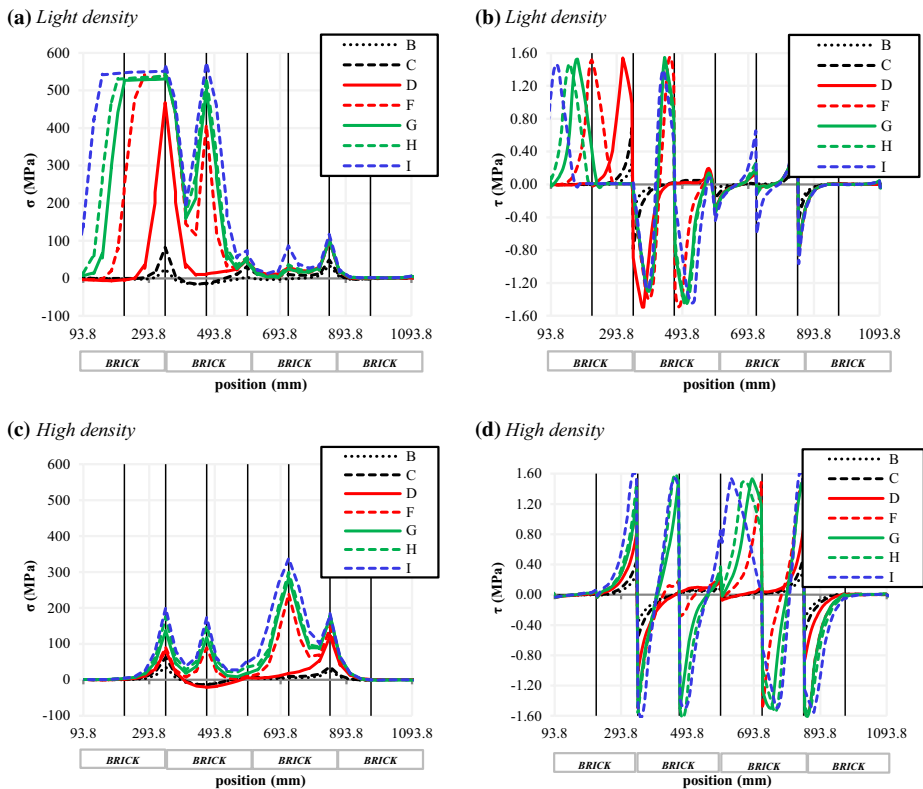 (a) Light density
600
500
400
300
200
100
0
-100
σ (MPa)
B
C
D
F
G
H
I
93.8 293.8 493.8 693.8 893.8 1093.8
BRICK BRICK BRICK BRICK
position (mm)
(b) Light density
1.60
1.20
0.80
0.40
0.00
-0.40
-0.80
-1.20
-1.60
τ (MPa)
B
C
D
F
G
H
I
93.8 293.8 493.8 693.8 893.8 1093.8
BRICK BRICK BRICK BRICK
position (mm)
(c) High density
600
500
400
300
200
100
0
-100
σ (MPa)
B
C
D
F
G
H
I
93.8 293.8 493.8 693.8 893.8 1093.8
BRICK BRICK BRICK BRICK
position (mm)
(d) High density
1.60
1.20
0.80
0.40
0.00
-0.40
-0.80
-1.20
-1.60
τ (MPa)
B
C
D
F
G
H
I
93.8 293.8 493.8 693.8 893.8 1093.8
BRICK BRICK BRICK BRICK
position (mm)